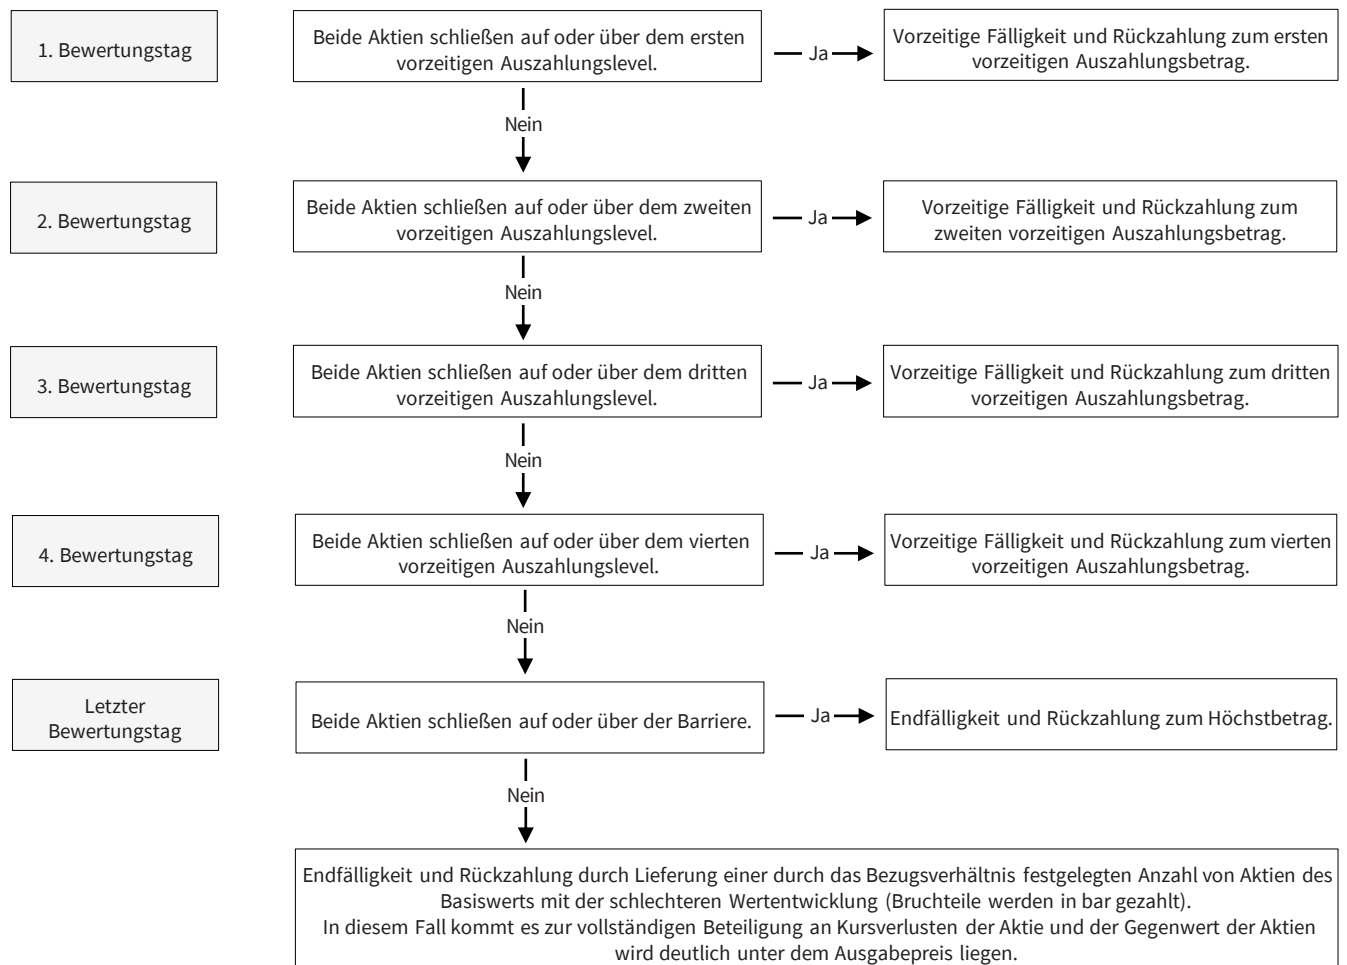 1. Bewertungstag
Beide Aktien schließen auf oder über dem ersten
vorzeitigen Auszahlungslevel.
Ja
Vorzeitige Fälligkeit und Rückzahlung zum ersten
vorzeitigen Auszahlungsbetrag.
Nein
2. Bewertungstag
Beide Aktien schließen auf oder über dem zweiten
vorzeitigen Auszahlungslevel.
Ja
Vorzeitige Fälligkeit und Rückzahlung zum
zweiten vorzeitigen Auszahlungsbetrag.
Nein
3. Bewertungstag
Beide Aktien schließen auf oder über dem dritten
vorzeitigen Auszahlungslevel.
Ja
Vorzeitige Fälligkeit und Rückzahlung zum dritten
vorzeitigen Auszahlungsbetrag.
Nein
4. Bewertungstag
Beide Aktien schließen auf oder über dem vierten
vorzeitigen Auszahlungslevel.
Ja
Vorzeitige Fälligkeit und Rückzahlung zum vierten
vorzeitigen Auszahlungsbetrag.
Nein
Letzter
Bewertungstag
Beide Aktien schließen auf oder über der Barriere.
Ja
Endfälligkeit und Rückzahlung zum Höchstbetrag.
Nein
Endfälligkeit und Rückzahlung durch Lieferung einer durch das Bezugsverhältnis festgelegten Anzahl von Aktien des
Basiswerts mit der schlechteren Wertentwicklung (Bruchteile werden in bar gezahlt).
In diesem Fall kommt es zur vollständigen Beteiligung an Kursverlusten der Aktie und der Gegenwert der Aktien
wird deutlich unter dem Ausgabepreis liegen.